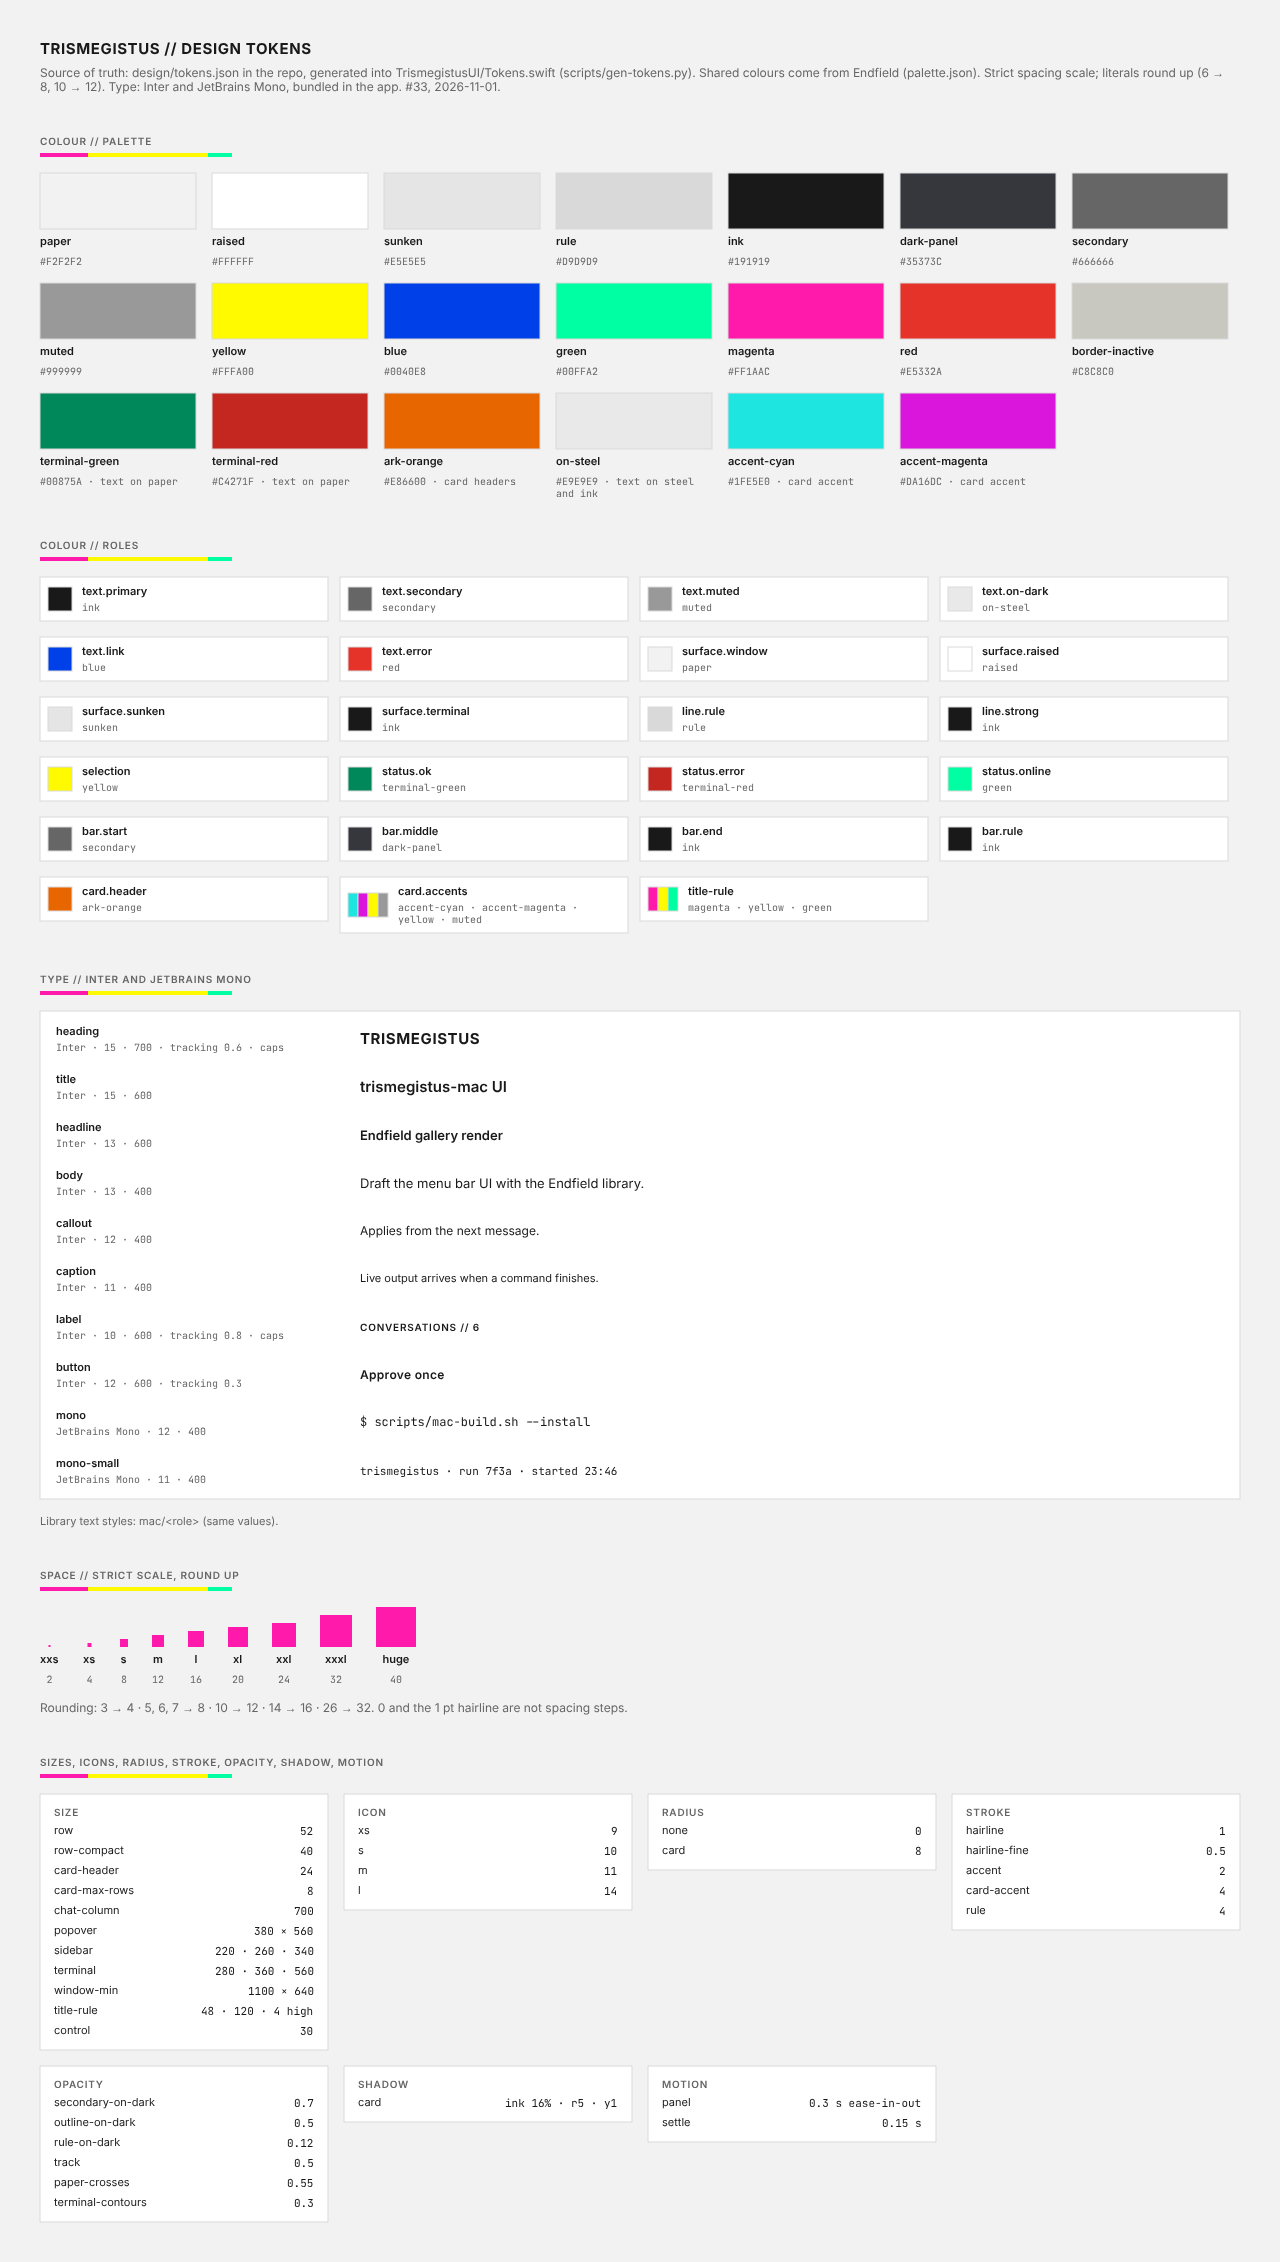 TRISMEGISTUS // DESIGN TOKENS
Source of truth: design/tokens.json in the repo, generated into TrismegistusUI/Tokens.swift (scripts/gen-tokens.py). Shared colours come from Endfield (palette.json). Strict spacing scale; literals round up (6 →
8, 10 → 12). Type: Inter and JetBrains Mono, bundled in the app. #33, 2026-11-01.
COLOUR // PALETTE
paper raised sunken rule ink dark-panel secondary
#F2F2F2 #FFFFFF #E5E5E5 #D9D9D9 #191919 #35373C #666666
muted yellow blue green magenta red border-inactive
#999999 #FFFA00 #0040E8 #00FFA2 #FF1AAC #E5332A #C8C8C0
terminal-green terminal-red ark-orange on-steel accent-cyan accent-magenta
#00875A · text on paper #C4271F · text on paper #E86600 · card headers #E9E9E9 · text on steel #1FE5E0 · card accent #DA16DC · card accent
and ink
COLOUR // ROLES
text.primary text.secondary text.muted text.on-dark
ink secondary muted on-steel
text.link text.error surface.window surface.raised
blue red paper raised
surface.sunken surface.terminal line.rule line.strong
sunken ink rule ink
selection status.ok status.error status.online
yellow terminal-green terminal-red green
bar.start bar.middle bar.end bar.rule
secondary dark-panel ink ink
card.header card.accents title-rule
ark-orange accent-cyan · accent-magenta · magenta · yellow · green
yellow · muted
TYPE // INTER AND JETBRAINS MONO
heading
Inter · 15 · 700 · tracking 0.6 · caps
TRISMEGISTUS
title
Inter · 15 · 600
trismegistus-mac UI
headline
Inter · 13 · 600
Endfield gallery render
body
Inter · 13 · 400
Draft the menu bar UI with the Endfield library.
callout
Inter · 12 · 400
Applies from the next message.
caption
Inter · 11 · 400
Live output arrives when a command finishes.
label
Inter · 10 · 600 · tracking 0.8 · caps
CONVERSATIONS // 6
button
Inter · 12 · 600 · tracking 0.3
Approve once
mono
JetBrains Mono · 12 · 400
$ scripts/mac-build.sh --install
mono-small
JetBrains Mono · 11 · 400
trismegistus · run 7f3a · started 23:46
Library text styles: mac/<role> (same values).
SPACE // STRICT SCALE, ROUND UP
xxs xs s m l xl xxl xxxl huge
2 4 8 12 16 20 24 32 40
Rounding: 3 → 4 · 5, 6, 7 → 8 · 10 → 12 · 14 → 16 · 26 → 32. 0 and the 1 pt hairline are not spacing steps.
SIZES, ICONS, RADIUS, STROKE, OPACITY, SHADOW, MOTION
SIZE
row 52
row-compact 40
card-header 24
card-max-rows 8
chat-column 700
popover 380 × 560
sidebar 220 · 260 · 340
terminal 280 · 360 · 560
window-min 1100 × 640
title-rule 48 · 120 · 4 high
control 30
ICON
xs 9
s 10
m 11
l 14
RADIUS
none 0
card 8
STROKE
hairline 1
hairline-fine 0.5
accent 2
card-accent 4
rule 4
OPACITY
secondary-on-dark 0.7
outline-on-dark 0.5
rule-on-dark 0.12
track 0.5
paper-crosses 0.55
terminal-contours 0.3
SHADOW
card ink 16% · r5 · y1
MOTION
panel 0.3 s ease-in-out
settle 0.15 s